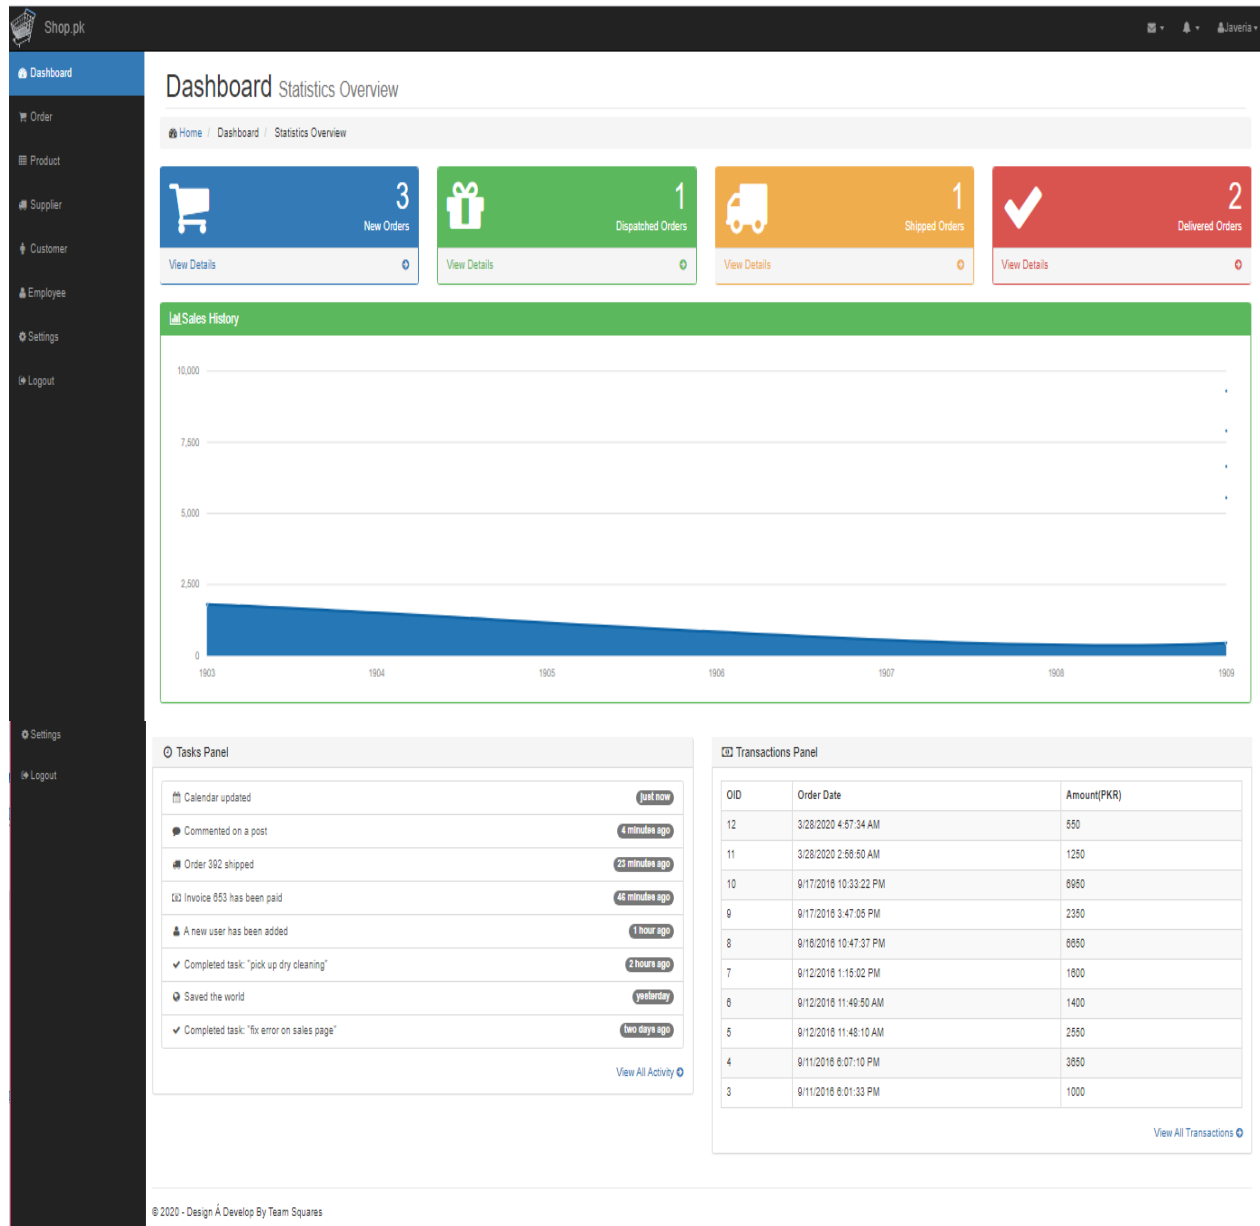 Shop.pk
Javeria
Dashboard
Order
Product
Supplier
Customer
Employee
Settings
Logout
Dashboard Statistics Overview
Home / Dashboard / Statistics Overview
3
New Orders
View Details
1
Dispatched Orders
View Details
1
Shipped Orders
View Details
2
Delivered Orders
View Details
Sales History
10,000
7,500
5,000
2,500
0
1903 1904 1905 1906 1907 1908 1909
Settings
Logout
Tasks Panel
Calendar updated just now
Commented on a post 4 minutes ago
Order 392 shipped 23 minutes ago
Invoice 653 has been paid 46 minutes ago
A new user has been added 1 hour ago
Completed task: "pick up dry cleaning" 2 hours ago
Saved the world yesterday
Completed task: "fix error on sales page" two days ago
View All Activity
Transactions Panel
OID Order Date Amount(PKR)
12 3/28/2020 4:57:34 AM 550
11 3/28/2020 2:56:50 AM 1250
10 9/17/2016 10:33:22 PM 6950
9 9/17/2016 3:47:05 PM 2350
8 9/16/2016 10:47:37 PM 6650
7 9/12/2016 1:15:02 PM 1600
6 9/12/2016 11:49:50 AM 1400
5 9/12/2016 11:48:10 AM 2550
4 9/11/2016 6:07:10 PM 3650
3 9/11/2016 6:01:33 PM 1000
View All Transactions
© 2020 - Design Á Develop By Team Squares